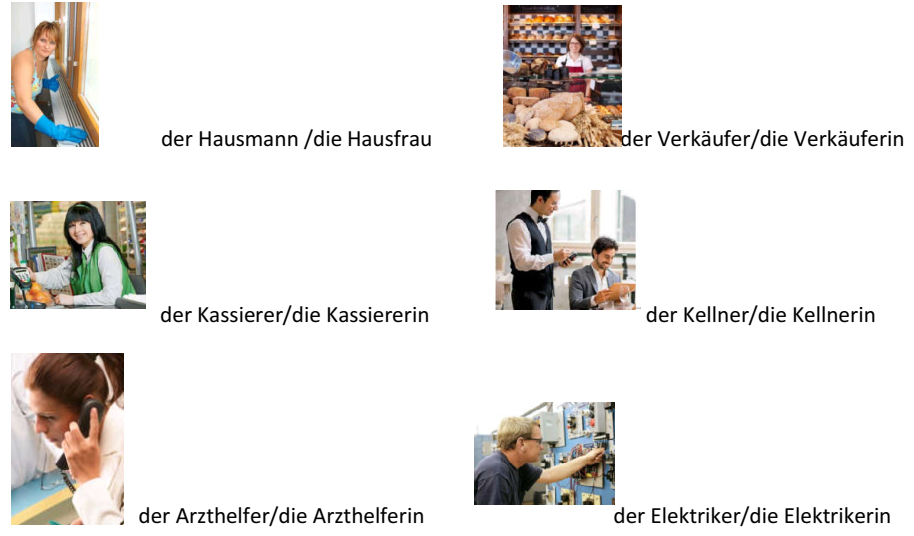 der Hausmann /die Hausfrau
der Verkäufer/die Verkäuferin
der Kassierer/die Kassiererin
der Kellner/die Kellnerin
der Arzthelfer/die Arzthelferin
der Elektriker/die Elektrikerin